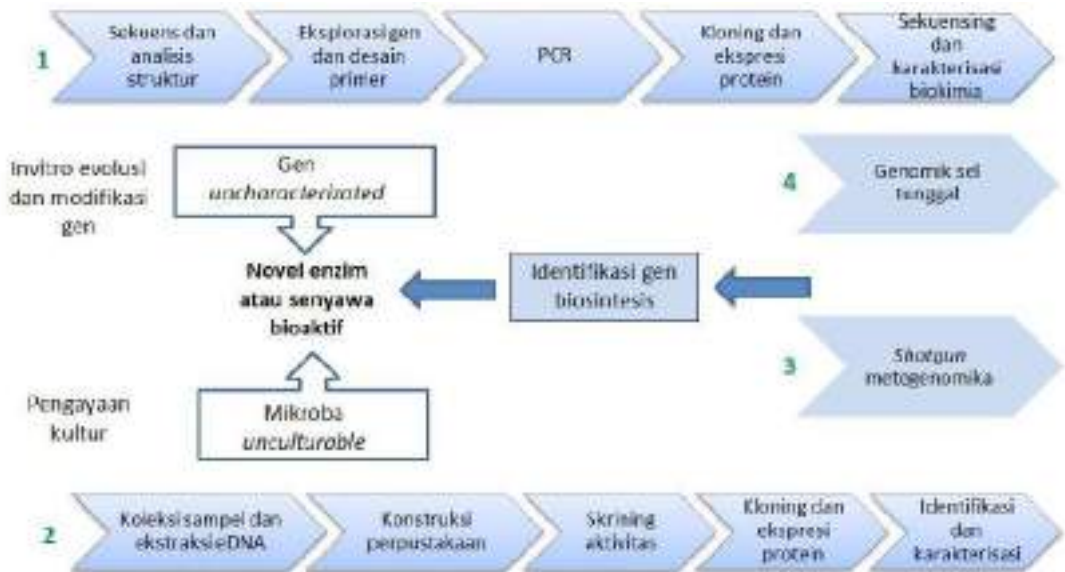 1
Sekuens dan
analisis
struktur
Eksplorasi gen
dan desain
primer
PCR
Kloning dan
ekspresi
protein
Sekuensing
dan
karakterisasi
biokimia
Invitro evolusi
dan modifikasi
gen
Gen
uncharacterizated
4
Genomik sel
tunggal
Novel enzim
atau senyawa
bioaktif
Identifikasi gen
biosintesis
3
Shotgun
metogenomika
Pengayaan
kultur
Mikroba
unculturable
2
Koleksi sampel dan
ekstraksi eDNA
Konstruksi
perpustakaan
Skrining
aktivitas
Kloning dan
ekspresi
protein
Identifikasi
dan
karakterisasi